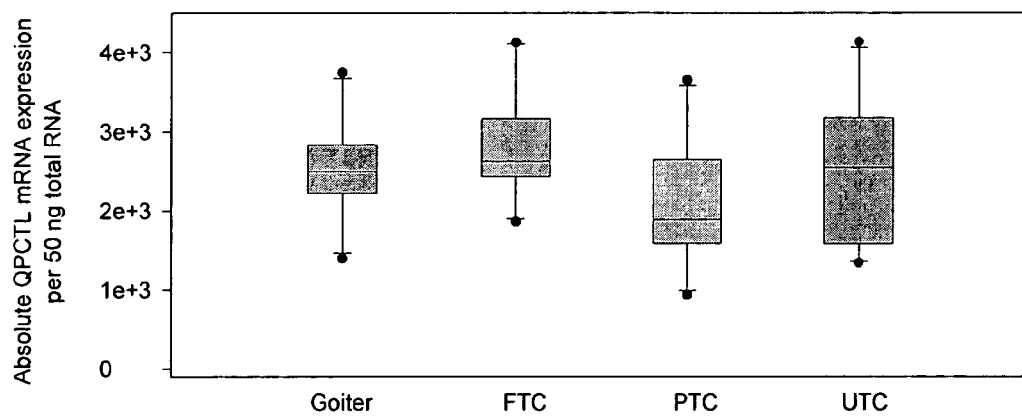 Absolute QPCTL mRNA expression
per 50 ng total RNA
4e+3
3e+3
2e+3
1e+3
0
Goiter FTC PTC UTC